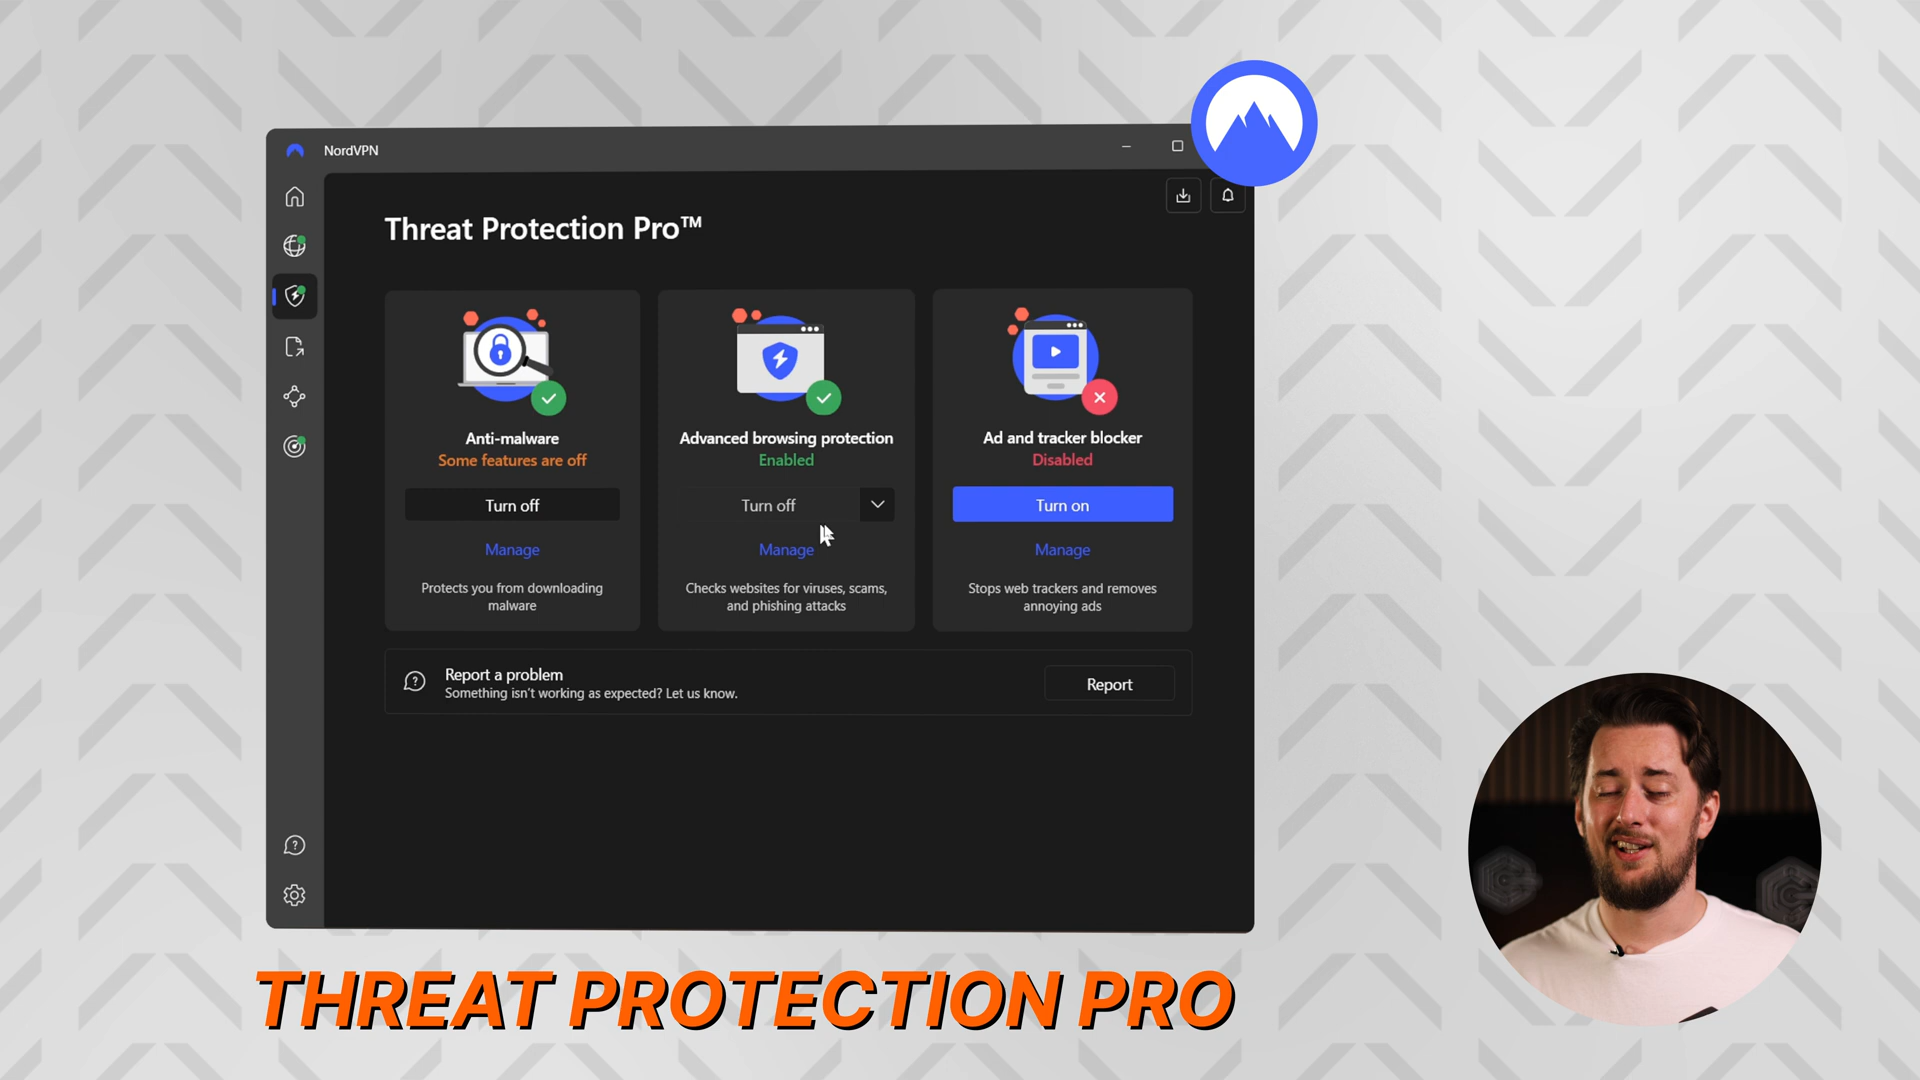 NordVPN
Threat Protection Pro™
Anti-malware
Some features are off
Turn off
Manage
Protects you from downloading
malware
Advanced browsing protection
Enabled
Turn off
Manage
Checks websites for viruses, scams,
and phishing attacks
Ad and tracker blocker
Disabled
Turn on
Manage
Stops web trackers and removes
annoying ads
Report a problem
Something isn't working as expected? Let us know.
Report
THREAT PROTECTION PRO